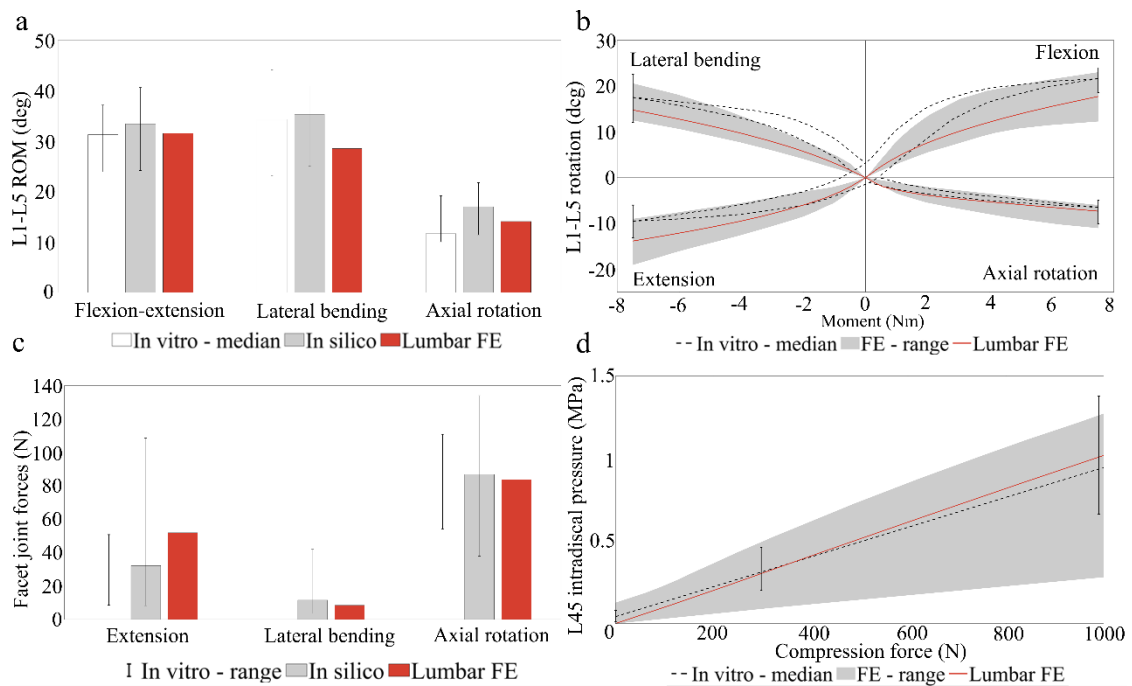 a
50
40
30
20
10
0
L1-L5 ROM (deg)
Flexion-extension Lateral bending Axial rotation
In vitro - median In silico Lumbar FE
b
30
20
10
0
-10
-20
L1-L5 rotation (deg)
Lateral bending Flexion
Extension Axial rotation
-8 -6 -4 -2 0 2 4 6 8
Moment (Nm)
In vitro - median FE - range Lumbar FE
c
140
120
100
80
60
40
20
0
Facet joint forces (N)
Extension Lateral bending Axial rotation
In vitro - range In silico Lumbar FE
d
1.5
1
0.5
0
L45 intradiscal pressure (MPa)
200 400 600 800 1000
Compression force (N)
In vitro - median FE - range Lumbar FE